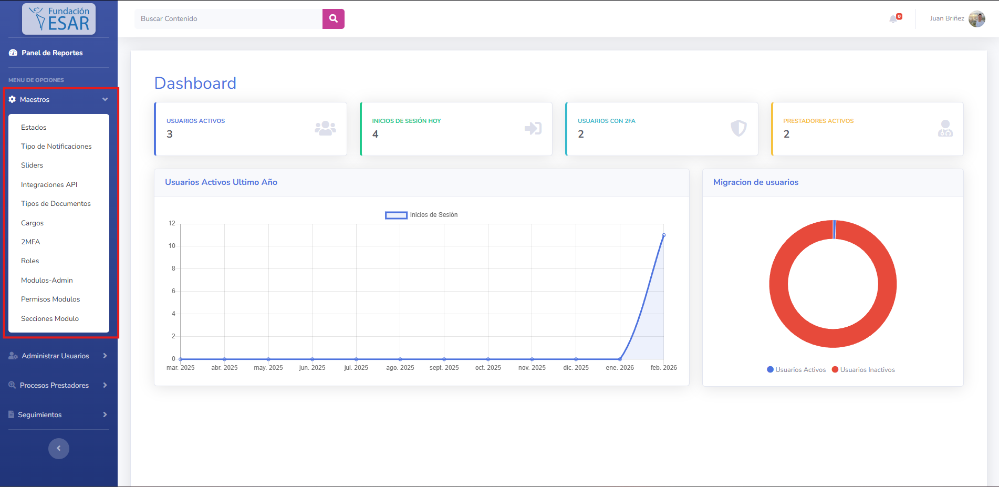 Fundación
ESAR
Panel de Reportes
MENU DE OPCIONES
Maestros
Estados
Tipo de Notificaciones
Sliders
Integraciones API
Tipos de Documentos
Cargos
2MFA
Roles
Modulos-Admin
Permisos Modulos
Secciones Modulo
Administrar Usuarios
Procesos Prestadores
Seguimientos
Buscar Contenido
0
Juan Briñez
Dashboard
USUARIOS ACTIVOS
3
INICIOS DE SESIÓN HOY
4
USUARIOS CON 2FA
2
PRESTADORES ACTIVOS
2
Usuarios Activos Ultimo Año
Inicios de Sesión
12
10
8
6
4
2
0
mar. 2025 abr. 2025 may. 2025 jun. 2025 jul. 2025 ago. 2025 sept. 2025 oct. 2025 nov. 2025 dic. 2025 ene. 2026 feb. 2026
Migracion de usuarios
Usuarios Activos Usuarios Inactivos